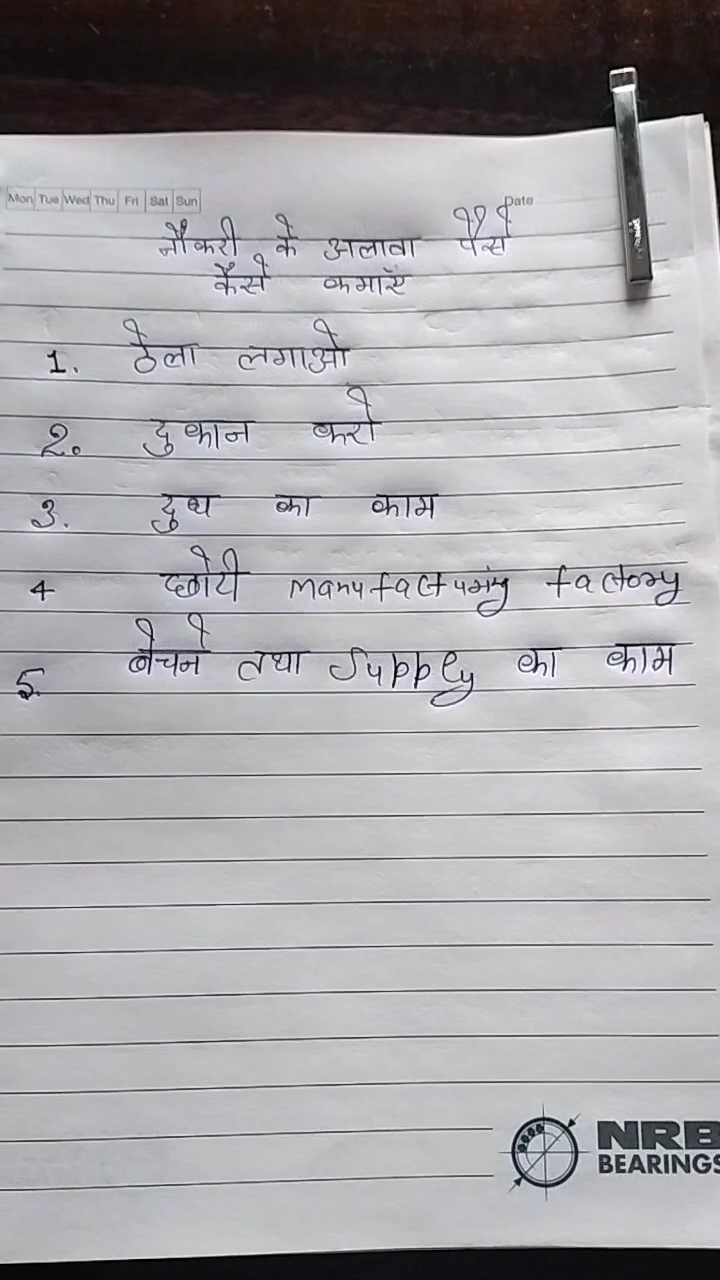 Mon Tue Wed Thu Fri Sat Sun
Date
नौकरी के अलावा पैसे
कैसे कमाऐ
1. ठेला लगाओ
2. दुकान करो
3. दुध का काम
4 छोटी manufacturing factory
5. बेचने तथा Supply का काम
NRB
BEARINGS